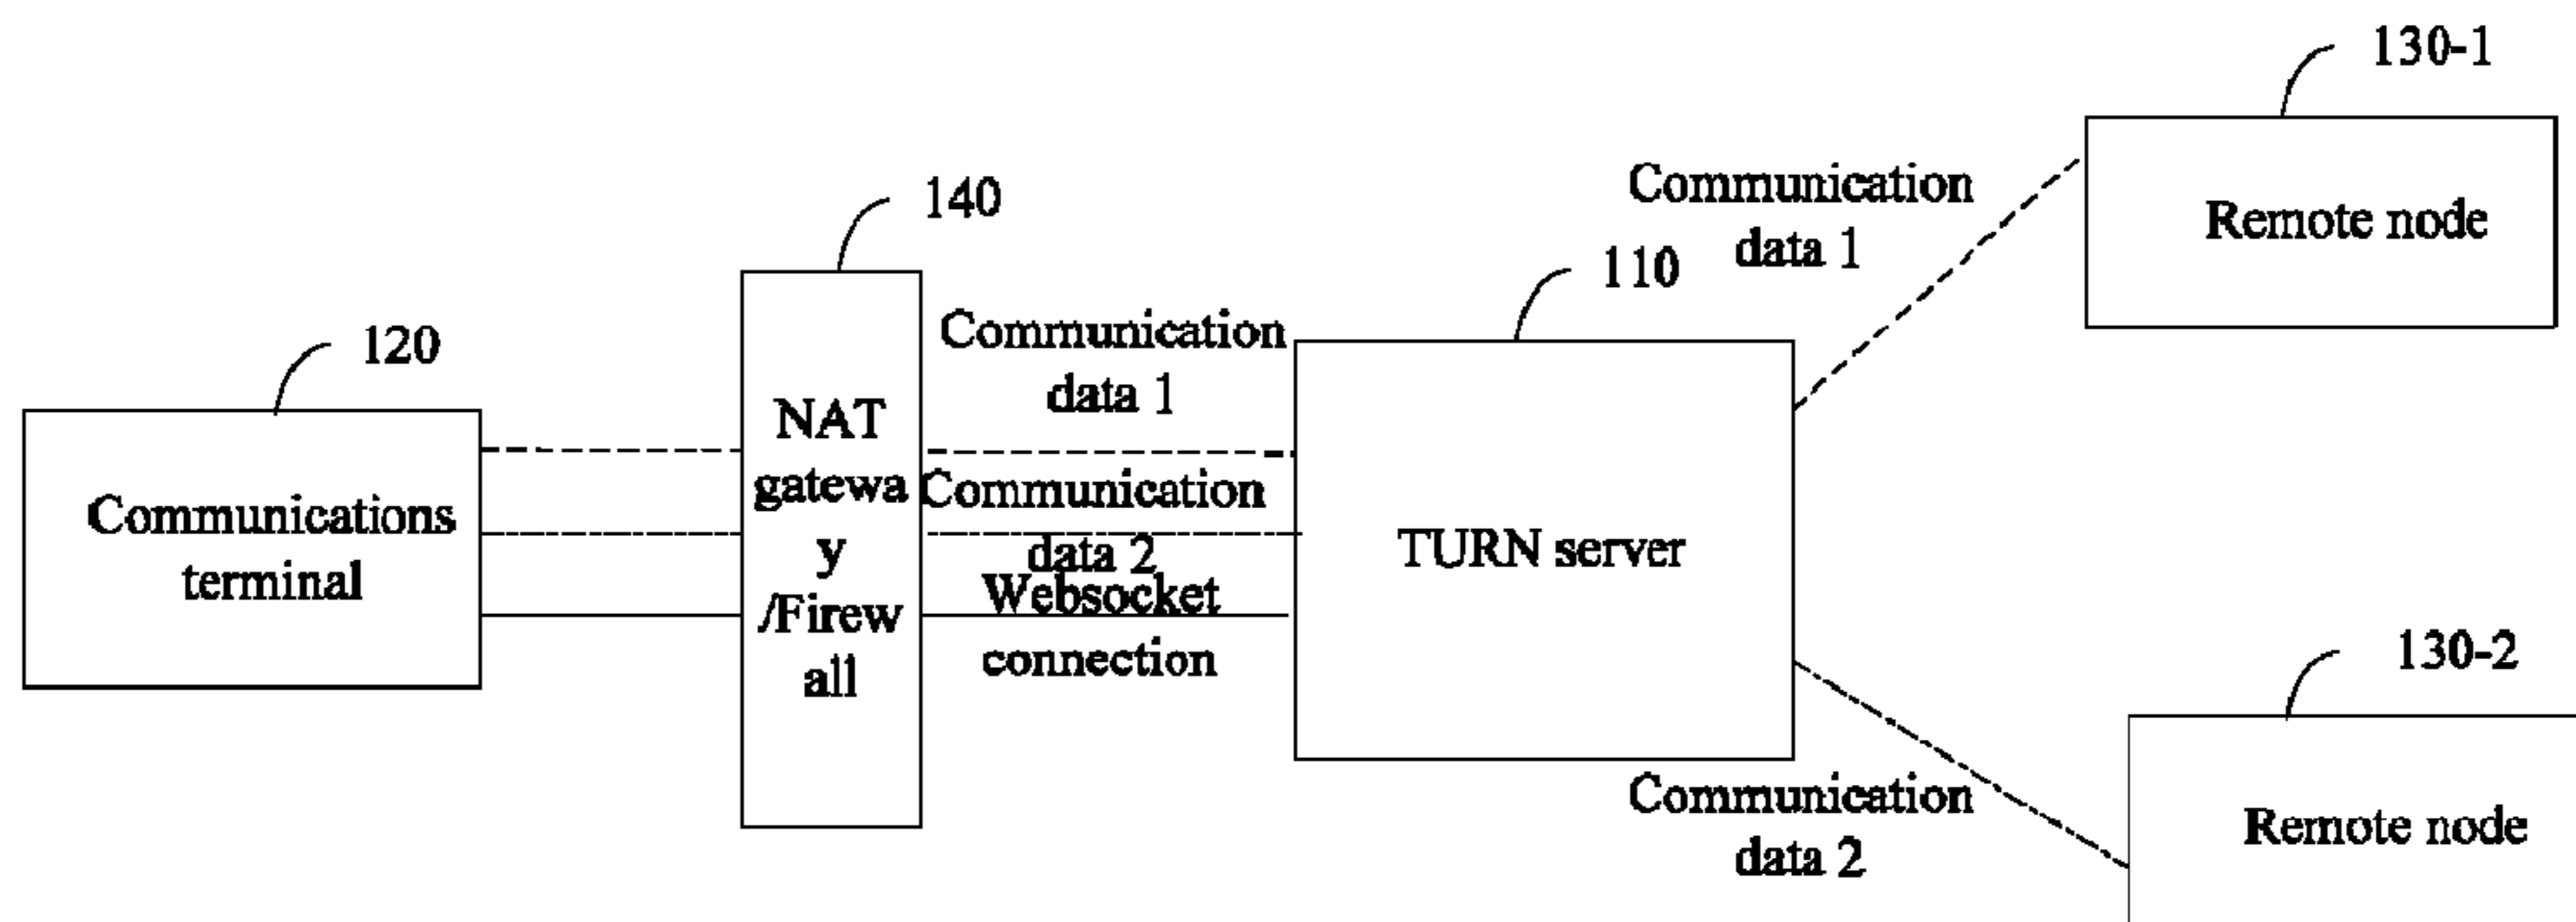 130-1
Communication
data 1
Remote node
140
110
120
Communication
data 1
NAT
gatewa
y
/Firew
all
Communications
terminal
Communication
data 2
Websocket
connection
TURN server
130-2
Communication
data 2
Remote node